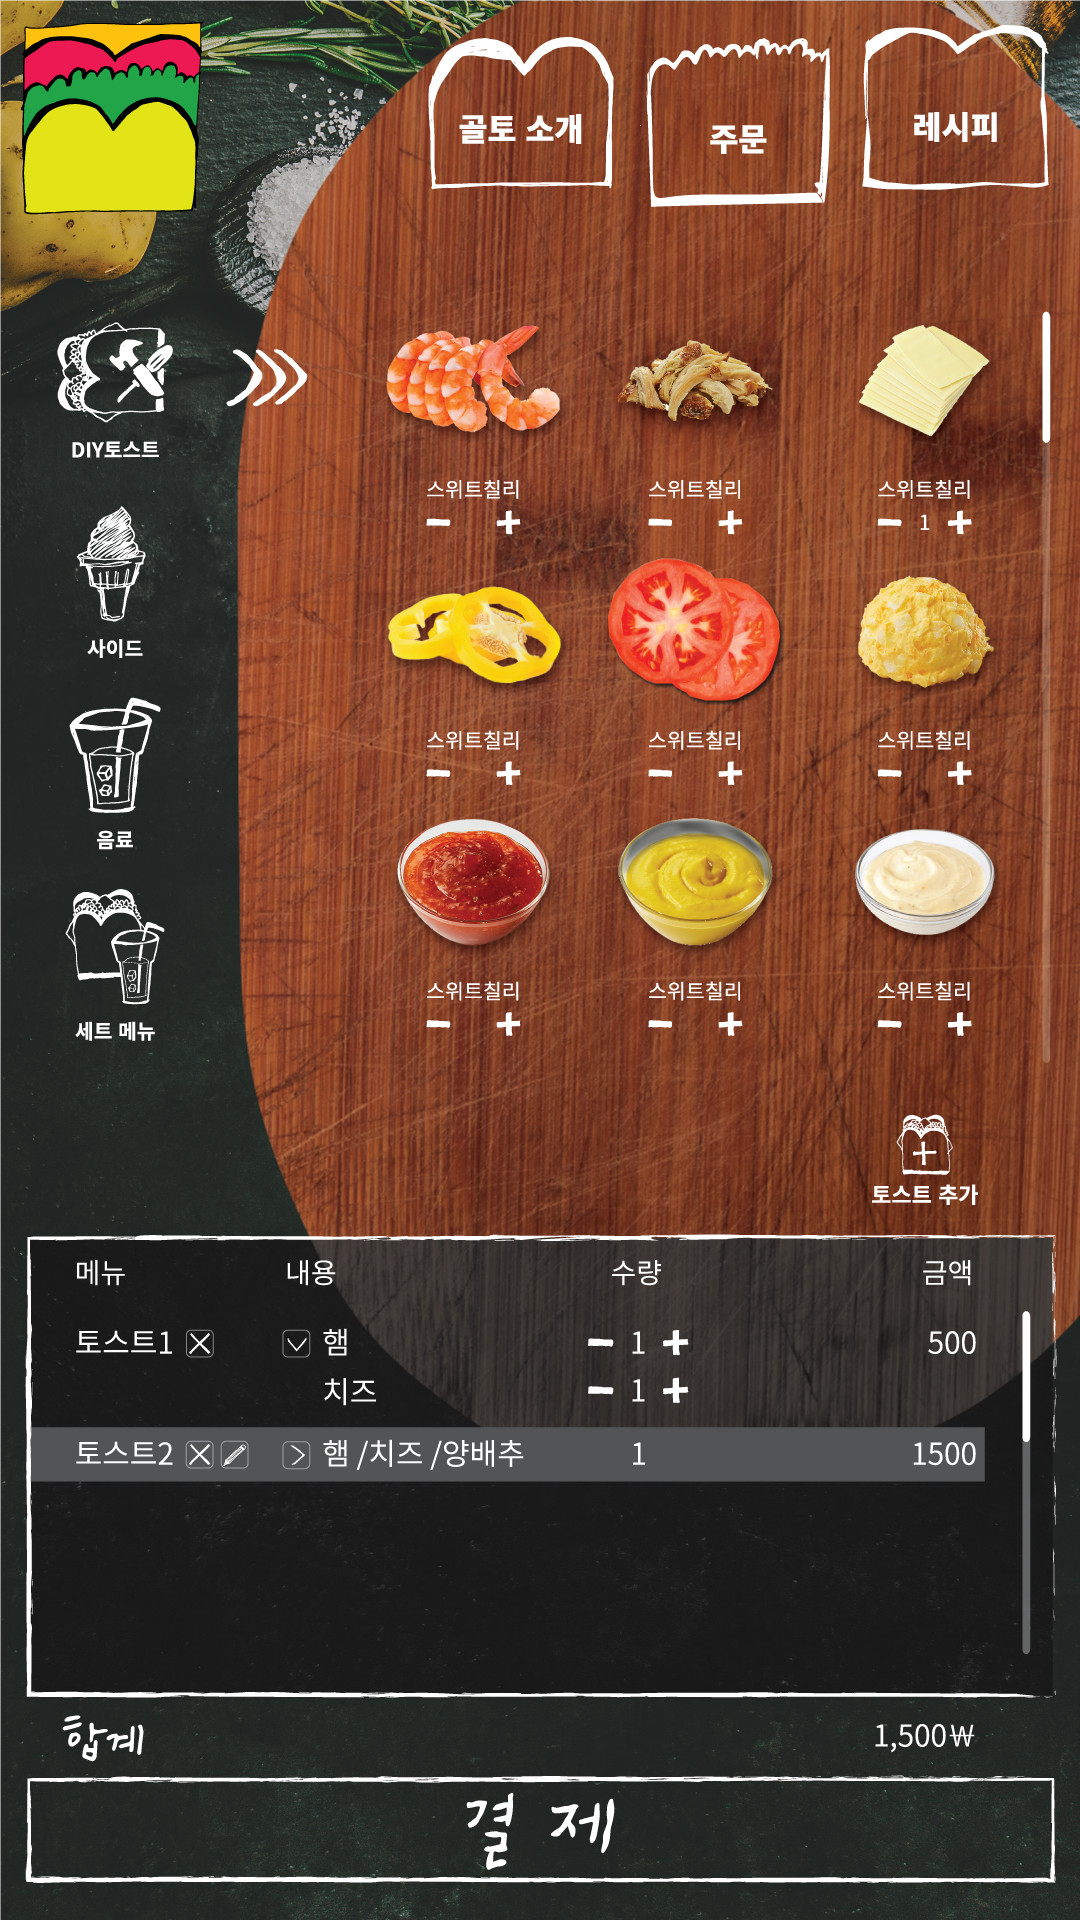 골토 소개
주문
레시피
DIY토스트
사이드
음료
세트 메뉴
스위트칠리 스위트칠리 스위트칠리
1
스위트칠리 스위트칠리 스위트칠리
스위트칠리 스위트칠리 스위트칠리
토스트 추가
메뉴 내용 수량 금액
토스트1 햄 1 500
치즈 1
토스트2 햄 /치즈 /양배추 1 1500
합계 1,500₩
결 제